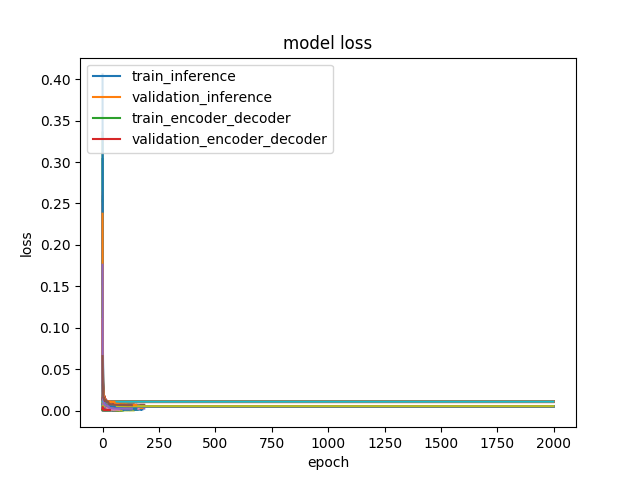 model loss
train_inference
validation_inference
train_encoder_decoder
validation_encoder_decoder
0.40
0.35
0.30
0.25
0.20
0.15
0.10
0.05
0.00
loss
0 250 500 750 1000 1250 1500 1750 2000
epoch